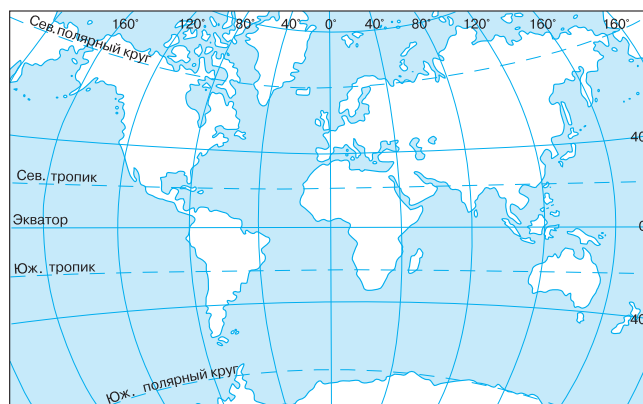 160° 120° 80° 40° 0° 40° 80° 120° 160° 160°
Сев. полярный круг
40
Сев. тропик
Экватор
0
Юж. тропик
40
Юж. полярный круг